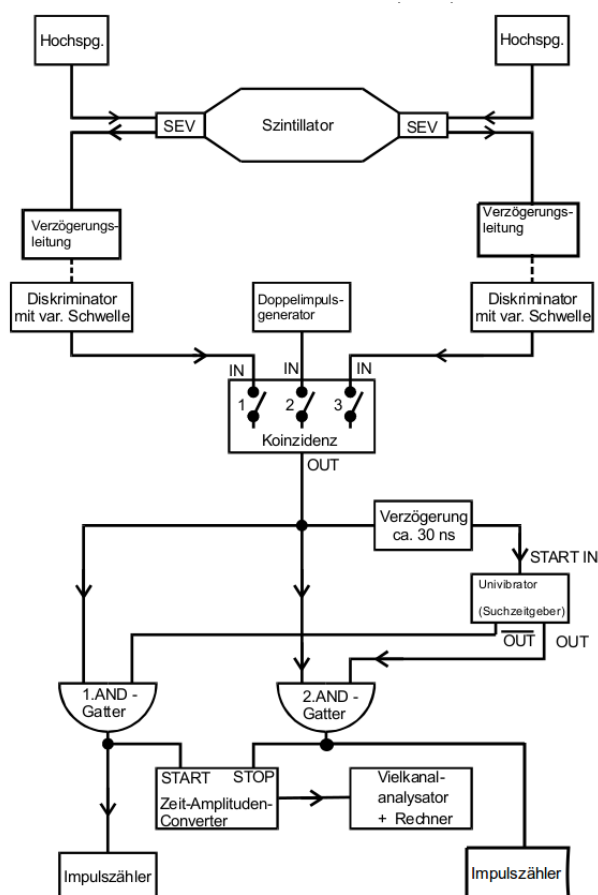 Hochspg.
Hochspg.
SEV
Szintillator
SEV
Verzögerungs-
leitung
Verzögerungs-
leitung
Diskriminator
mit var. Schwelle
Doppelimpuls-
generator
Diskriminator
mit var. Schwelle
IN
IN
IN
1
2
3
Koinzidenz
OUT
Verzögerung
ca. 30 ns
START IN
Univibrator
(Suchzeitgeber)
OUT
OUT
1.AND -
Gatter
2.AND -
Gatter
START
STOP
Zeit-Amplituden-
Converter
Vielkanal-
analysator
+ Rechner
Impulszähler
Impulszähler